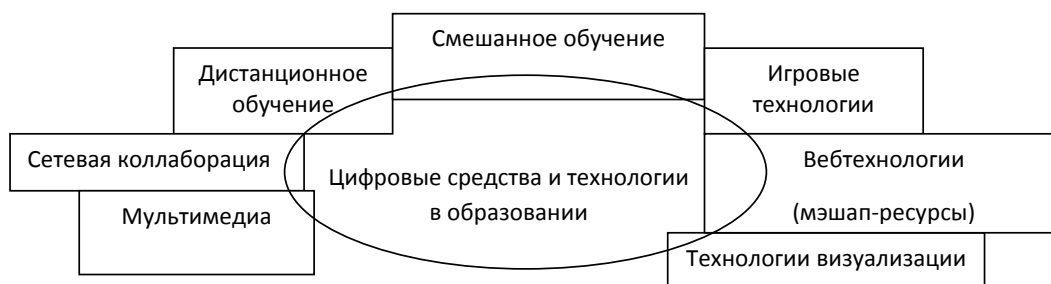 Смешанное обучение
Дистанционное
обучение
Игровые
технологии
Сетевая коллаборация
Вебтехнологии
(мэшап-ресурсы)
Цифровые средства и технологии
в образовании
Мультимедиа
Технологии визуализации